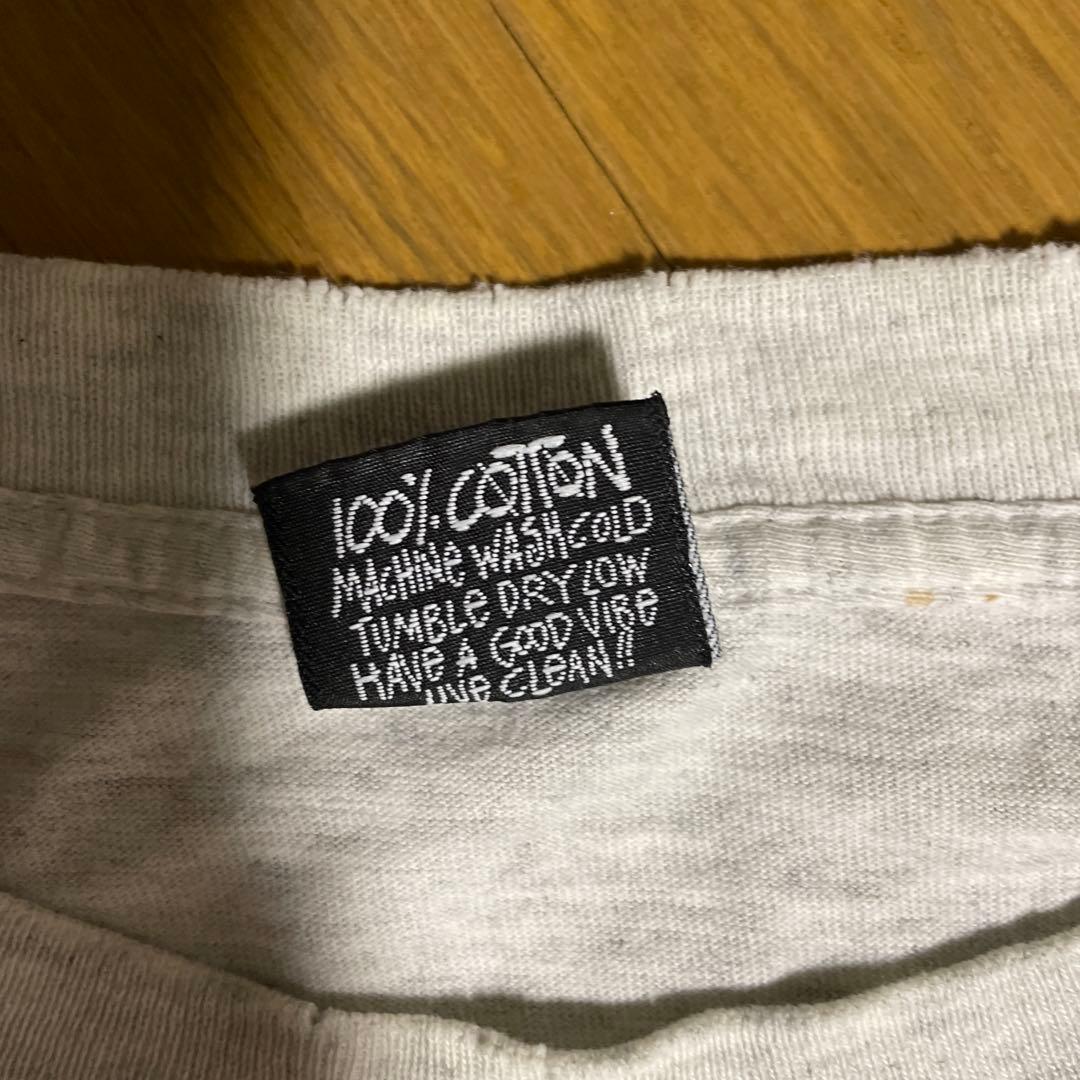 100% COTTON
MACHINE WASH COLD
TUMBLE DRY LOW
HAVE A GOOD VIBE
LIVE CLEAN!!